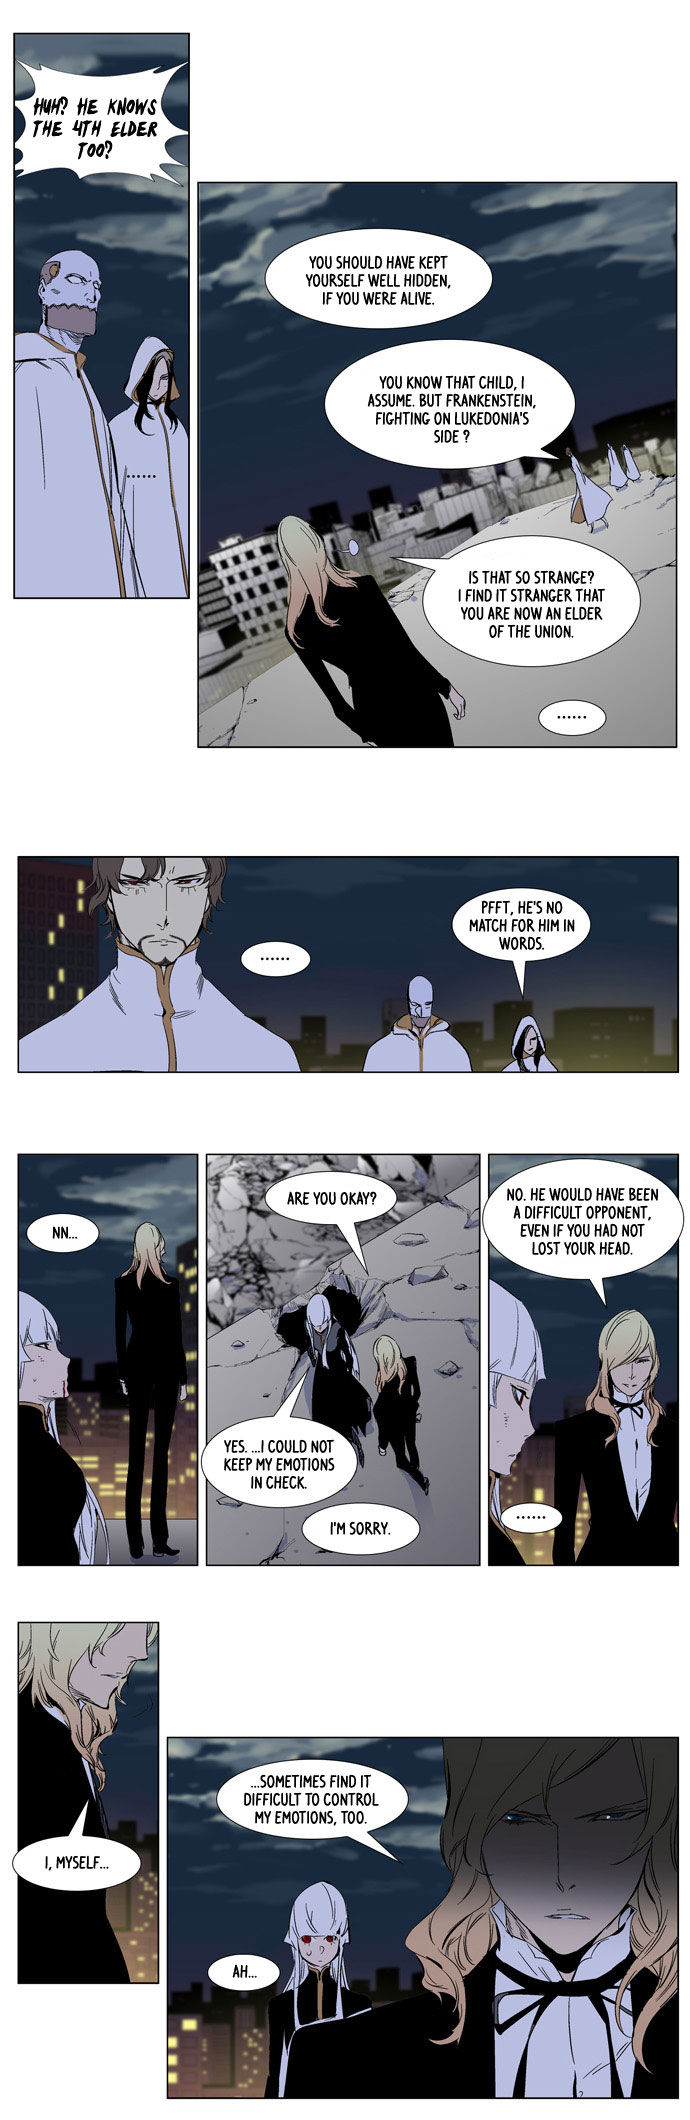 HUH? HE KNOWS
THE 4TH ELDER
TOO?
......
YOU SHOULD HAVE KEPT
YOURSELF WELL HIDDEN,
IF YOU WERE ALIVE.
YOU KNOW THAT CHILD, I
ASSUME. BUT FRANKENSTEIN,
FIGHTING ON LUKEDONIA'S
SIDE ?
IS THAT SO STRANGE?
I FIND IT STRANGER THAT
YOU ARE NOW AN ELDER
OF THE UNION.
......
......
PFFT, HE'S NO
MATCH FOR HIM IN
WORDS.
NN...
ARE YOU OKAY?
YES. ...I COULD NOT
KEEP MY EMOTIONS
IN CHECK.
I'M SORRY.
NO. HE WOULD HAVE BEEN
A DIFFICULT OPPONENT,
EVEN IF YOU HAD NOT
LOST YOUR HEAD.
......
I, MYSELF...
...SOMETIMES FIND IT
DIFFICULT TO CONTROL
MY EMOTIONS, TOO.
AH...